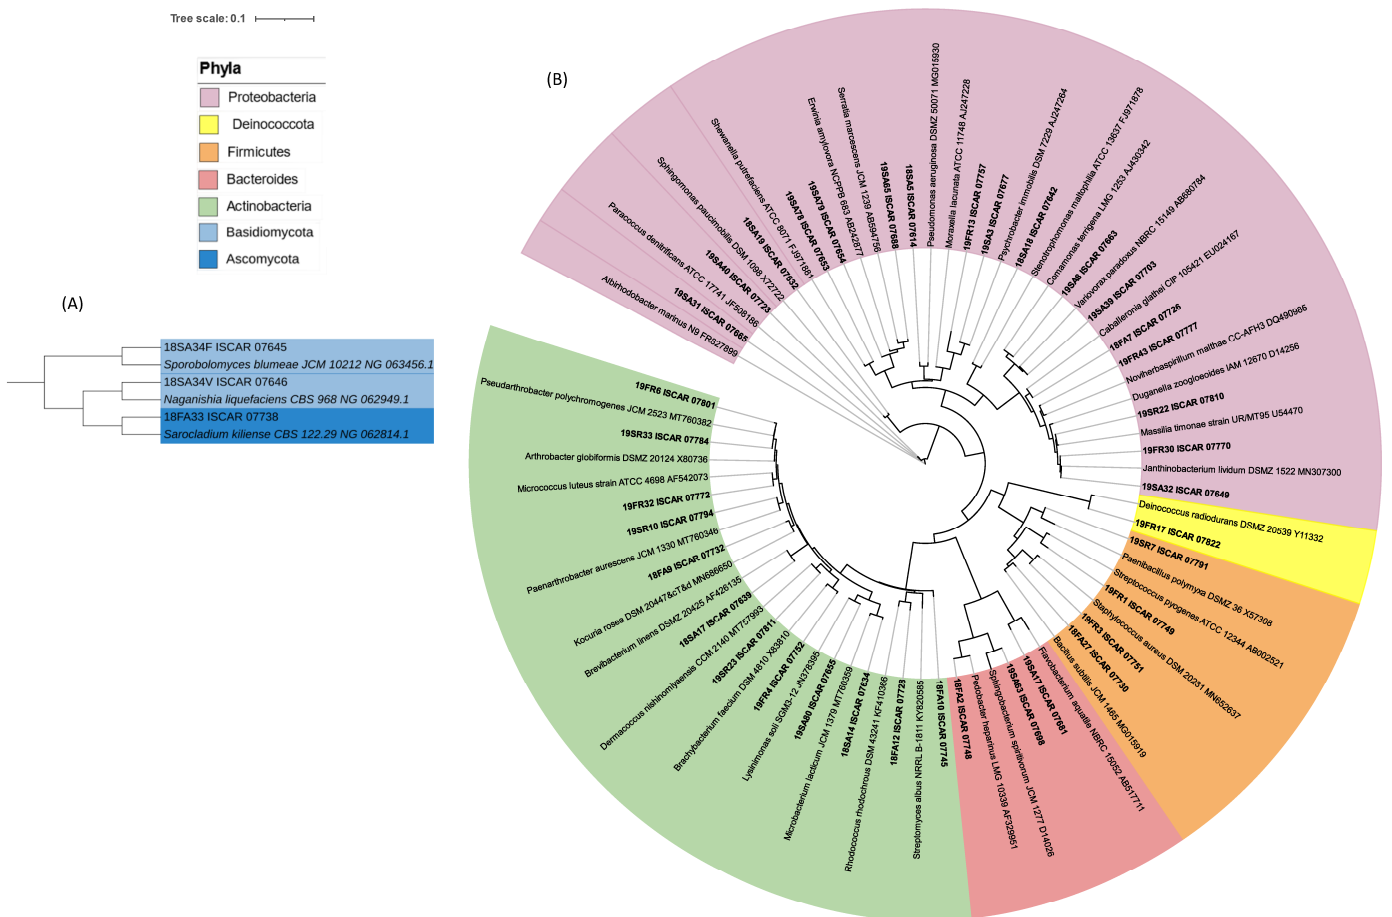 Tree scale: 0.1
Phyla
Proteobacteria
Deinococcota
Firmicutes
Bacteroides
Actinobacteria
Basidiomycota
Ascomycota
(A)
18SA34F ISCAR 07645
Sporobolomyces blumeae JCM 10212 NG 063456.1
18SA34V ISCAR 07646
Naganishia liquefaciens CBS 968 NG 062949.1
18FA33 ISCAR 07738
Sarocladium kiliense CBS 122.29 NG 062814.1
(B)
Albirhodobacter marinus N9 FR827899
19SA31 ISCAR 07665
Paracoccus denitrificans ATCC 17741 JF508186
19SA40 ISCAR 07723
Sphingomonas paucimobilis DSM 1098 X72722
18SA19 ISCAR 07632
Shewanella putrefaciens ATCC 8071 FJ971881
19SA78 ISCAR 07653
19SA79 ISCAR 07654
Erwinia amylovora NCPPB 683 AB242877
Serratia marcescens JCM 1239 AB594756
19SA65 ISCAR 07688
18SA5 ISCAR 07614
Pseudomonas aeruginosa DSMZ 50071 MG015930
Moraxella lacunata ATCC 11748 AJ247228
19FR13 ISCAR 07757
19SA3 ISCAR 07677
Psychrobacter immobilis DSM 7229 AJ247264
18SA18 ISCAR 07642
Stenotrophomonas maltophilia ATCC 13637 FJ971878
Comamonas terrigena LMG 1253 AJ430342
19SA8 ISCAR 07663
Variovorax paradoxus NBRC 15149 AB680784
19SA39 ISCAR 07703
Caballeronia glathei CIP 105421 EU024167
18FA7 ISCAR 07726
19FR43 ISCAR 07777
Noviherbaspirillum malthae CC-AFH3 DQ490985
Duganella zoogloeoides IAM 12670 D14256
19SR22 ISCAR 07810
Massilia timonae strain UR/MT95 U54470
19FR30 ISCAR 07770
Janthinobacterium lividum DSMZ 1522 MN307300
19SA32 ISCAR 07649
Deinococcus radiodurans DSMZ 20539 Y11332
19FR17 ISCAR 07822
19SR7 ISCAR 07791
Paenibacillus polymyxa DSMZ 36 X57308
Streptococcus pyogenes ATCC 12344 AB002521
19FR1 ISCAR 07749
Staphylococcus aureus DSM 20231 MN652637
19FR3 ISCAR 07751
18FA27 ISCAR 07730
Bacillus subtilis JCM 1465 MG015919
Flavobacterium aquatile NBRC 15052 AB517711
19SA17 ISCAR 07681
19SA63 ISCAR 07698
Sphingobacterium spiritivorum JCM 1277 D14026
Pedobacter heparinus LMG 10339 AF329951
18FA2 ISCAR 07748
18FA10 ISCAR 07745
Streptomyces albus NRRL B-1811 KY820585
18FA12 ISCAR 07723
Rhodococcus rhodochrous DSM 43241 KF410366
18SA14 ISCAR 07634
Microbacterium lacticum JCM 1379 MT760359
19SA80 ISCAR 07655
Lysinimonas soli SGM3-12 JN378395
19FR4 ISCAR 07752
Brachybacterium faecium DSM 4810 X83810
19SR23 ISCAR 07811
Dermacoccus nishinomiyaensis CCM 2140 MT757993
18SA17 ISCAR 07639
Brevibacterium linens DSMZ 20425 AF426135
Kocuria rosea DSM 20447&cT&d MN686650
18FA9 ISCAR 07732
Paenarthrobacter aurescens JCM 1330 MT760346
19SR10 ISCAR 07794
19FR32 ISCAR 07772
Micrococcus luteus strain ATCC 4698 AF542073
Arthrobacter globiformis DSMZ 20124 X80736
19SR33 ISCAR 07784
Pseudarthrobacter polychromogenes JCM 2523 MT760382
19FR6 ISCAR 07801